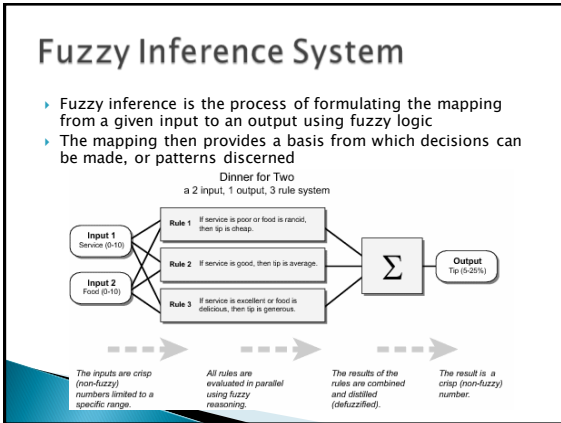 Fuzzy Inference System
Fuzzy inference is the process of formulating the mapping
from a given input to an output using fuzzy logic
The mapping then provides a basis from which decisions can
be made, or patterns discerned
Dinner for Two
a 2 input, 1 output, 3 rule system
Input 1
Service (0-10)
Input 2
Food (0-10)
Rule 1 If service is poor or food is rancid,
then tip is cheap.
Rule 2 If service is good, then tip is average.
Rule 3 If service is excellent or food is
delicious, then tip is generous.
Σ
Output
Tip (5-25%)
The inputs are crisp
(non-fuzzy)
numbers limited to a
specific range.
All rules are
evaluated in parallel
using fuzzy
reasoning.
The results of the
rules are combined
and distilled
(defuzzified).
The result is a
crisp (non-fuzzy)
number.